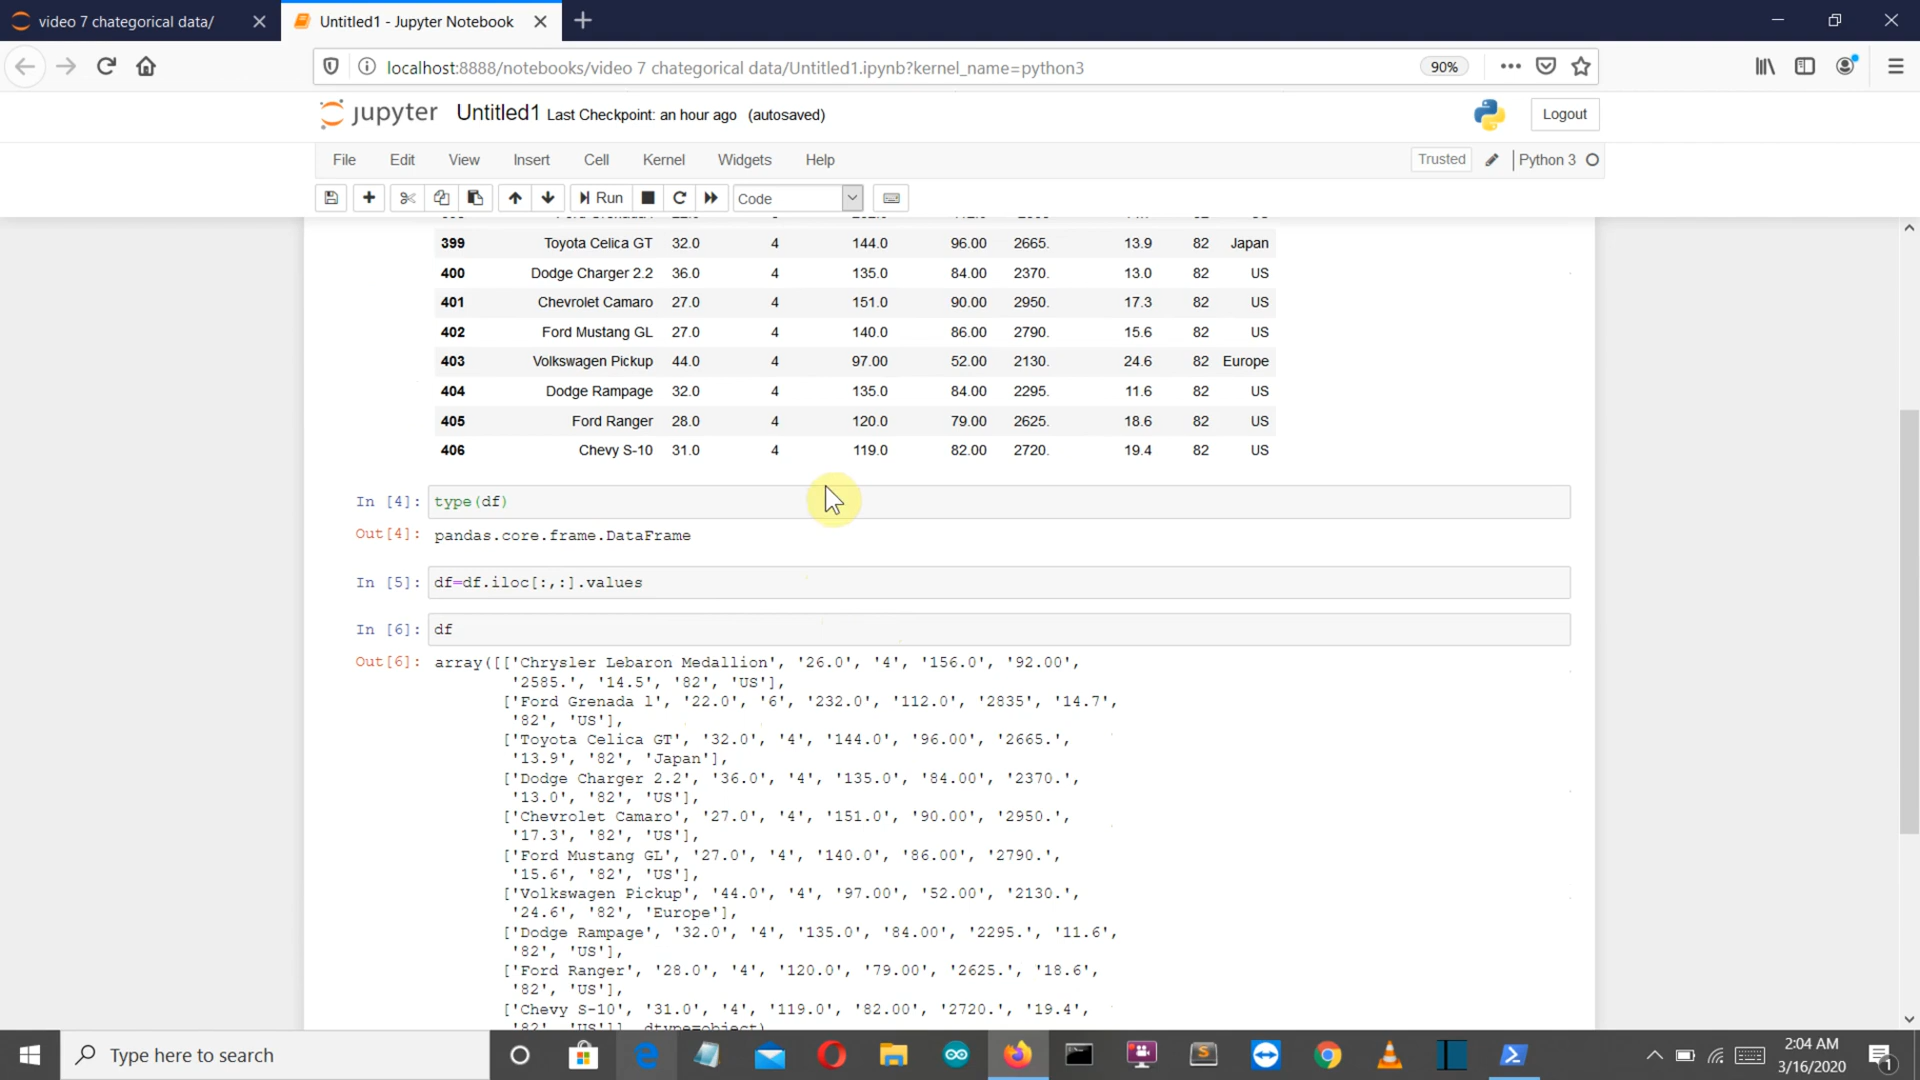 video 7 chategorical data/
Untitled1 - Jupyter Notebook
localhost:8888/notebooks/video 7 chategorical data/Untitled1.ipynb?kernel_name=python3
90%
jupyter Untitled1 Last Checkpoint: an hour ago (autosaved)
Logout
File Edit View Insert Cell Kernel Widgets Help
Trusted Python 3
Run Code
399 Toyota Celica GT 32.0 4 144.0 96.00 2665. 13.9 82 Japan
400 Dodge Charger 2.2 36.0 4 135.0 84.00 2370. 13.0 82 US
401 Chevrolet Camaro 27.0 4 151.0 90.00 2950. 17.3 82 US
402 Ford Mustang GL 27.0 4 140.0 86.00 2790. 15.6 82 US
403 Volkswagen Pickup 44.0 4 97.00 52.00 2130. 24.6 82 Europe
404 Dodge Rampage 32.0 4 135.0 84.00 2295. 11.6 82 US
405 Ford Ranger 28.0 4 120.0 79.00 2625. 18.6 82 US
406 Chevy S-10 31.0 4 119.0 82.00 2720. 19.4 82 US
In [4]: type(df)
Out[4]: pandas.core.frame.DataFrame
In [5]: df=df.iloc[:,:].values
In [6]: df
Out[6]: array([['Chrysler Lebaron Medallion', '26.0', '4', '156.0', '92.00',
'2585.', '14.5', '82', 'US'],
['Ford Grenada l', '22.0', '6', '232.0', '112.0', '2835', '14.7',
'82', 'US'],
['Toyota Celica GT', '32.0', '4', '144.0', '96.00', '2665.',
'13.9', '82', 'Japan'],
['Dodge Charger 2.2', '36.0', '4', '135.0', '84.00', '2370.',
'13.0', '82', 'US'],
['Chevrolet Camaro', '27.0', '4', '151.0', '90.00', '2950.',
'17.3', '82', 'US'],
['Ford Mustang GL', '27.0', '4', '140.0', '86.00', '2790.',
'15.6', '82', 'US'],
['Volkswagen Pickup', '44.0', '4', '97.00', '52.00', '2130.',
'24.6', '82', 'Europe'],
['Dodge Rampage', '32.0', '4', '135.0', '84.00', '2295.', '11.6',
'82', 'US'],
['Ford Ranger', '28.0', '4', '120.0', '79.00', '2625.', '18.6',
'82', 'US'],
['Chevy S-10', '31.0', '4', '119.0', '82.00', '2720.', '19.4',
'82', 'US']], dtype=object)
Type here to search
2:04 AM
3/16/2020
1